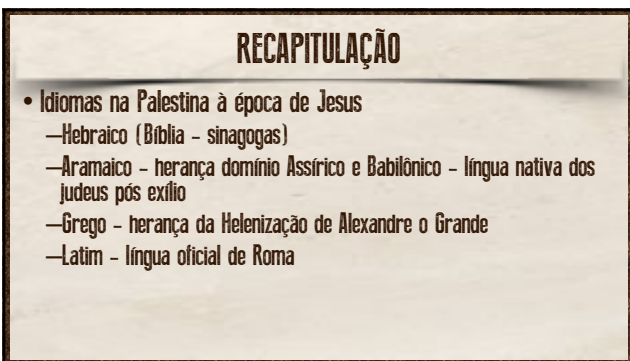 RECAPITULAÇÃO
• Idiomas na Palestina à época de Jesus
–Hebraico (Bíblia - sinagogas)
–Aramaico - herança domínio Assírico e Babilônico - língua nativa dos
judeus pós exílio
–Grego - herança da Helenização de Alexandre o Grande
–Latim - língua oficial de Roma